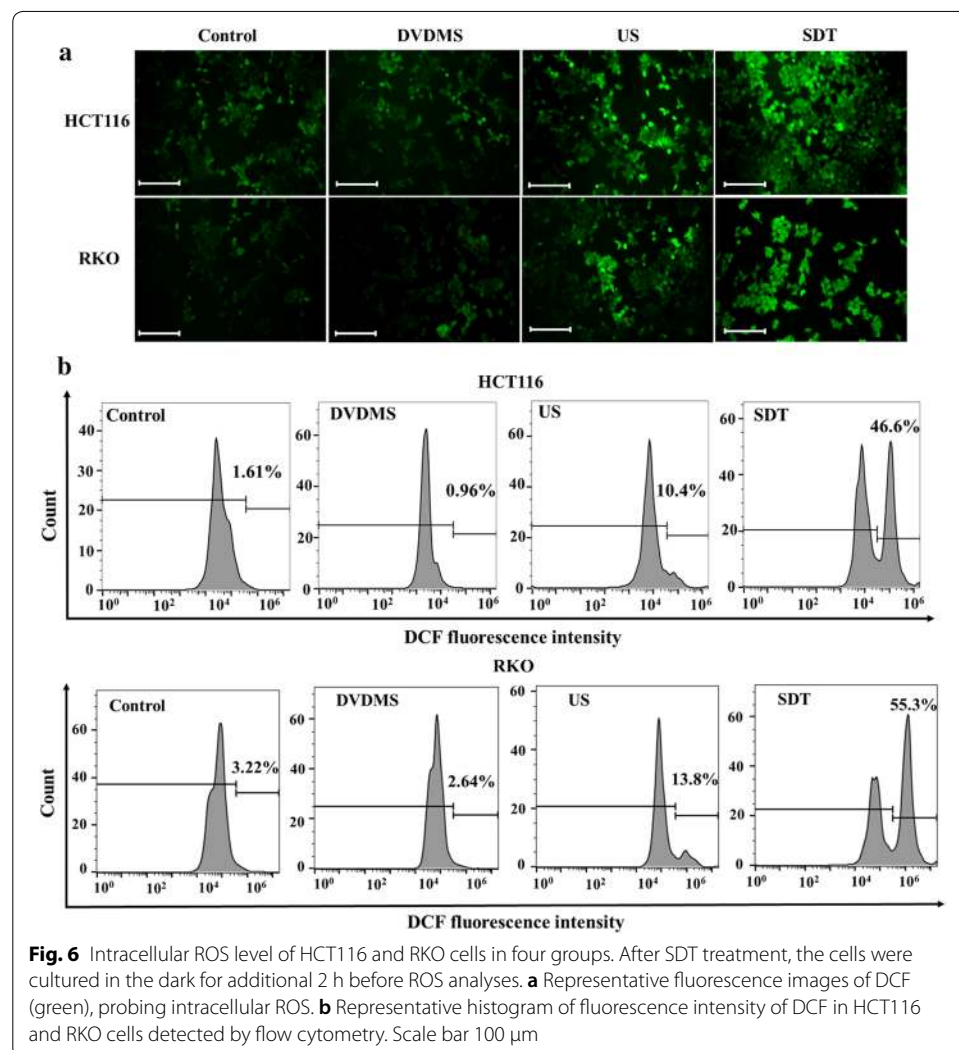 Control DVDMS US SDT
a
HCT116
RKO
b
HCT116
Control DVDMS US SDT
1.61% 0.96% 10.4% 46.6%
Count
40 30 20 10 0
60 40 20 0
60 40 20 0
60 40 20 0
10⁰ 10² 10⁴ 10⁶ 10⁰ 10² 10⁴ 10⁶ 10⁰ 10² 10⁴ 10⁶ 10⁰ 10² 10⁴ 10⁶
DCF fluorescence intensity
RKO
Control DVDMS US SDT
3.22% 2.64% 13.8% 55.3%
Count
60 40 20 0
60 40 20 0
60 40 20 0
60 40 20 0
10⁰ 10² 10⁴ 10⁶ 10⁰ 10² 10⁴ 10⁶ 10⁰ 10² 10⁴ 10⁶ 10⁰ 10² 10⁴ 10⁶
DCF fluorescence intensity
Fig. 6 Intracellular ROS level of HCT116 and RKO cells in four groups. After SDT treatment, the cells were
cultured in the dark for additional 2 h before ROS analyses. a Representative fluorescence images of DCF
(green), probing intracellular ROS. b Representative histogram of fluorescence intensity of DCF in HCT116
and RKO cells detected by flow cytometry. Scale bar 100 μm